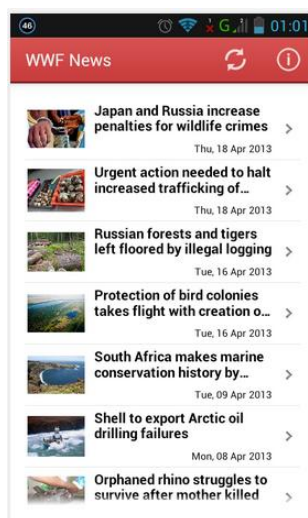 46 G 01:01
WWF News
Japan and Russia increase
penalties for wildlife crimes
Thu, 18 Apr 2013
Urgent action needed to halt
increased trafficking of…
Thu, 18 Apr 2013
Russian forests and tigers
left floored by illegal logging
Tue, 16 Apr 2013
Protection of bird colonies
takes flight with creation o…
Tue, 16 Apr 2013
South Africa makes marine
conservation history by…
Tue, 09 Apr 2013
Shell to export Arctic oil
drilling failures
Mon, 08 Apr 2013
Orphaned rhino struggles to
survive after mother killed